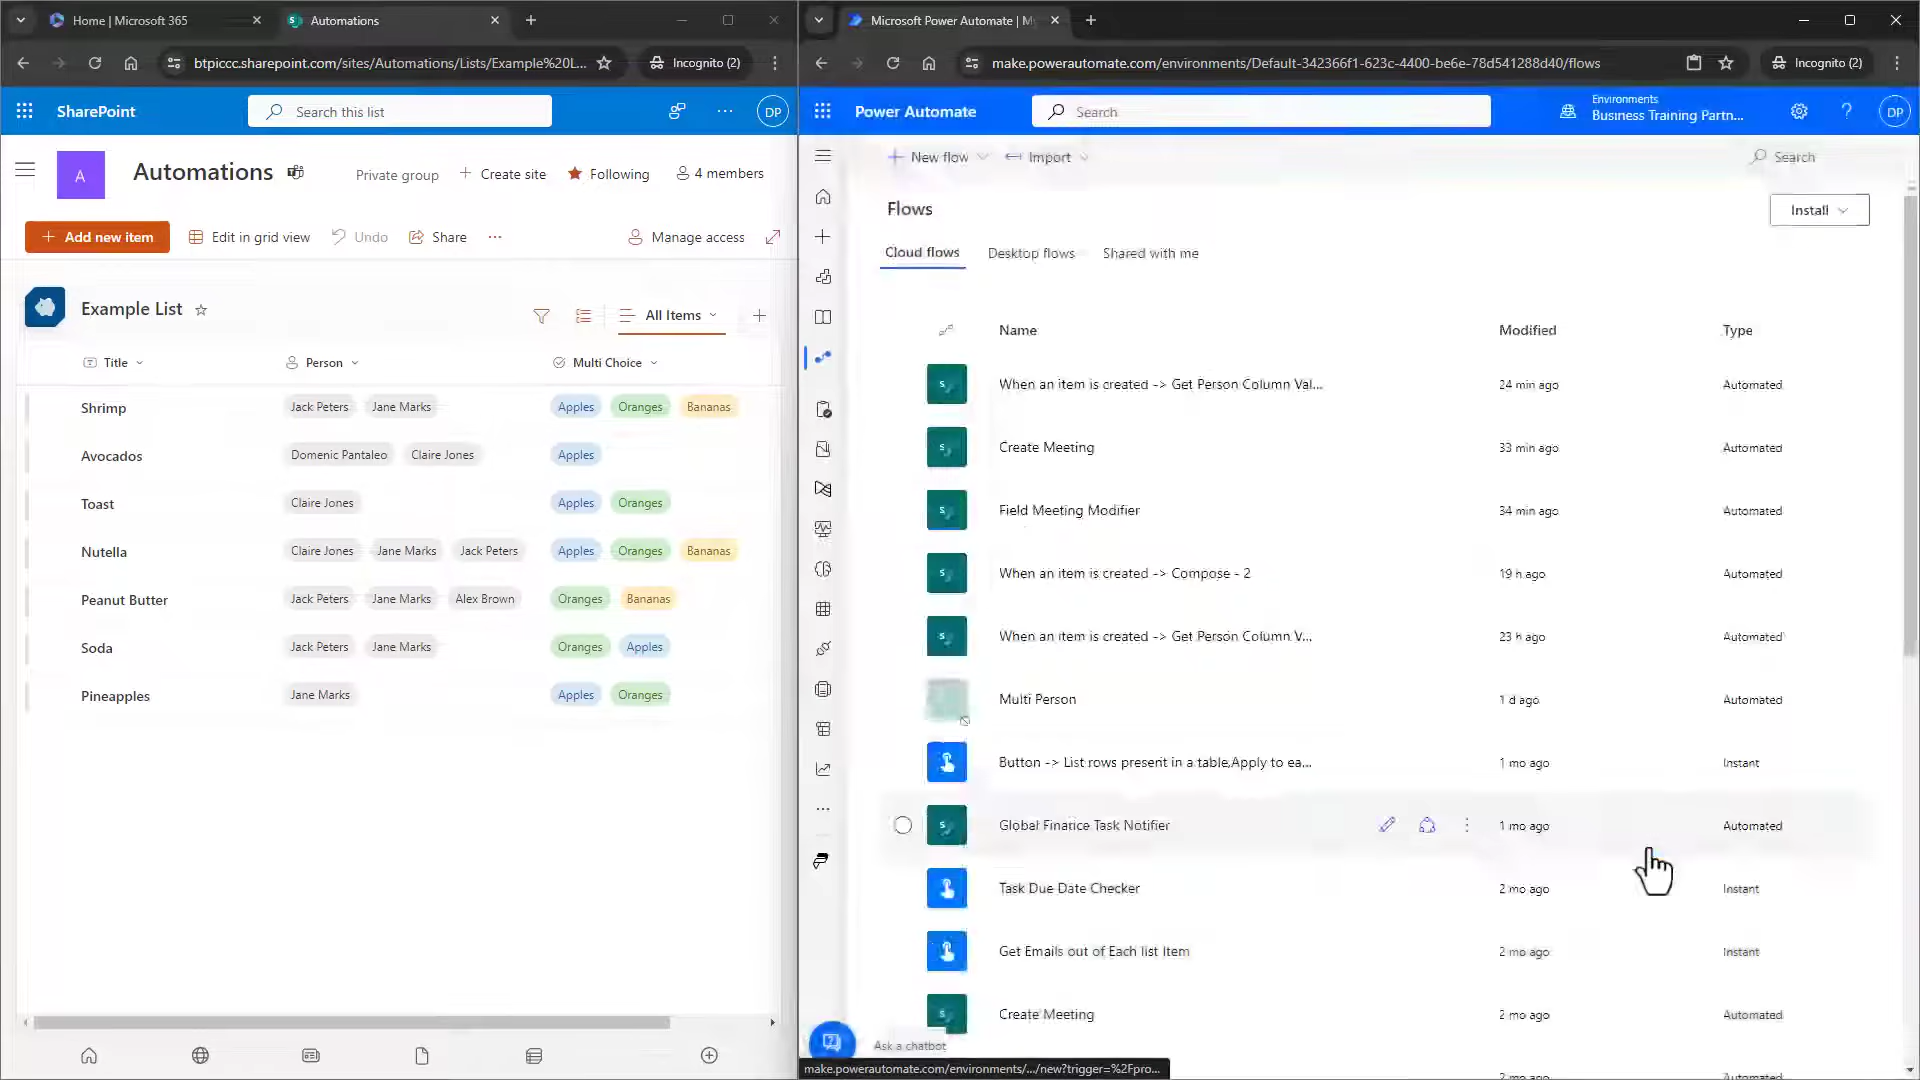 Home | Microsoft 365
Automations
btpiccc.sharepoint.com/sites/Automations/Lists/Example%20L...
Incognito (2)
SharePoint
Search this list
DP
A
Automations
Private group
Create site
Following
4 members
Add new item
Edit in grid view
Undo
Share
Manage access
Example List
All Items
Title
Person
Multi Choice
Shrimp
Jack Peters
Jane Marks
Apples
Oranges
Bananas
Avocados
Domenic Pantaleo
Claire Jones
Apples
Toast
Claire Jones
Apples
Oranges
Nutella
Claire Jones
Jane Marks
Jack Peters
Apples
Oranges
Bananas
Peanut Butter
Jack Peters
Jane Marks
Alex Brown
Oranges
Bananas
Soda
Jack Peters
Jane Marks
Oranges
Apples
Pineapples
Jane Marks
Apples
Oranges
Microsoft Power Automate |
make.powerautomate.com/environments/Default-342366f1-623c-4400-be6e-78d541288d40/flows
Incognito (2)
Power Automate
Search
Environments
Business Training Partn...
DP
New flow
Import
Search
Flows
Install
Cloud flows
Desktop flows
Shared with me
Name
Modified
Type
When an item is created -> Get Person Column Val...
24 min ago
Automated
Create Meeting
33 min ago
Automated
Field Meeting Modifier
34 min ago
Automated
When an item is created -> Compose - 2
19 h ago
Automated
When an item is created -> Get Person Column V...
23 h ago
Automated
Multi Person
1 d ago
Automated
Button -> List rows present in a table,Apply to ea...
1 mo ago
Instant
Global Finance Task Notifier
1 mo ago
Automated
Task Due Date Checker
2 mo ago
Instant
Get Emails out of Each list Item
2 mo ago
Instant
Create Meeting
2 mo ago
Automated
Ask a chatbot
make.powerautomate.com/environments/.../new?trigger=%2Fpro...
2 mo ago
Automated